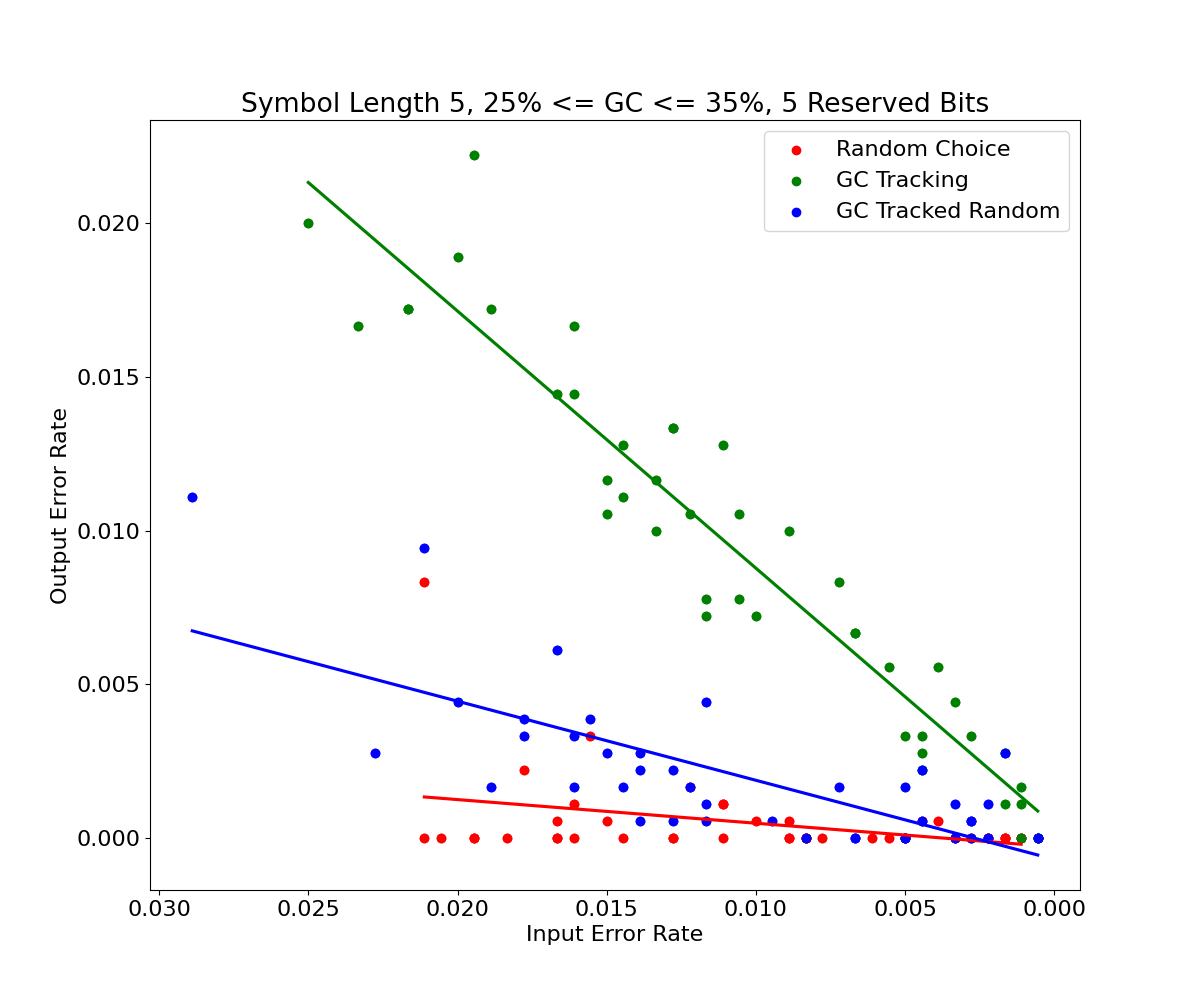 Symbol Length 5, 25% <= GC <= 35%, 5 Reserved Bits
Random Choice
GC Tracking
GC Tracked Random
Output Error Rate
0.020
0.015
0.010
0.005
0.000
0.030 0.025 0.020 0.015 0.010 0.005 0.000
Input Error Rate